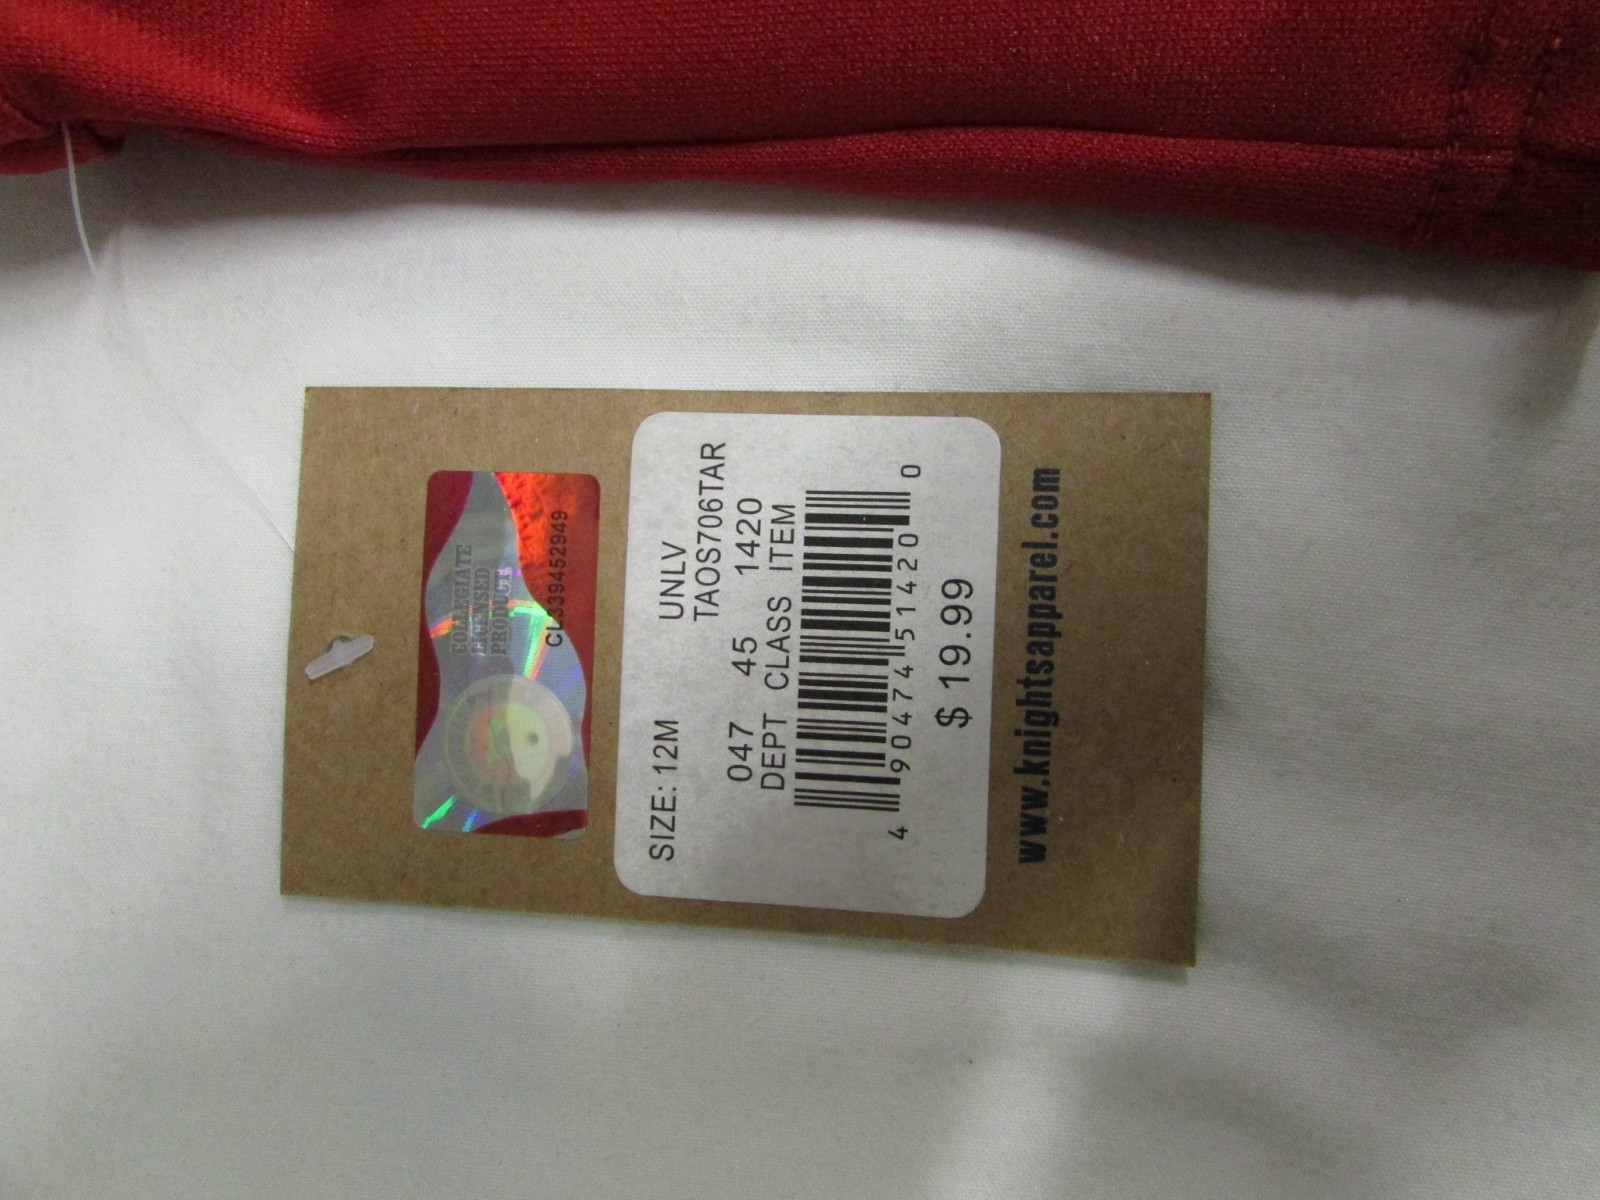 COLLEGIATE
LICENSED
PRODUCT
CL339452949
SIZE: 12M UNLV
TAOS706TAR
047 45 1420
DEPT CLASS ITEM
4 90474 51420 0
$ 19.99
www.knightsapparel.com